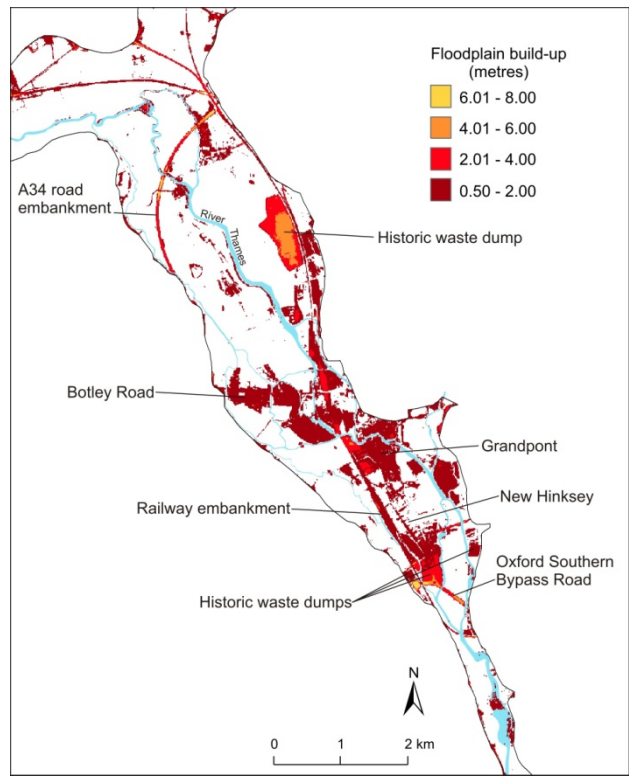 Floodplain build-up
(metres)
6.01 - 8.00
4.01 - 6.00
2.01 - 4.00
0.50 - 2.00
A34 road
embankment
River
Thames
Historic waste dump
Botley Road
Grandpont
New Hinksey
Railway embankment
Oxford Southern
Bypass Road
Historic waste dumps
N
0 1 2 km